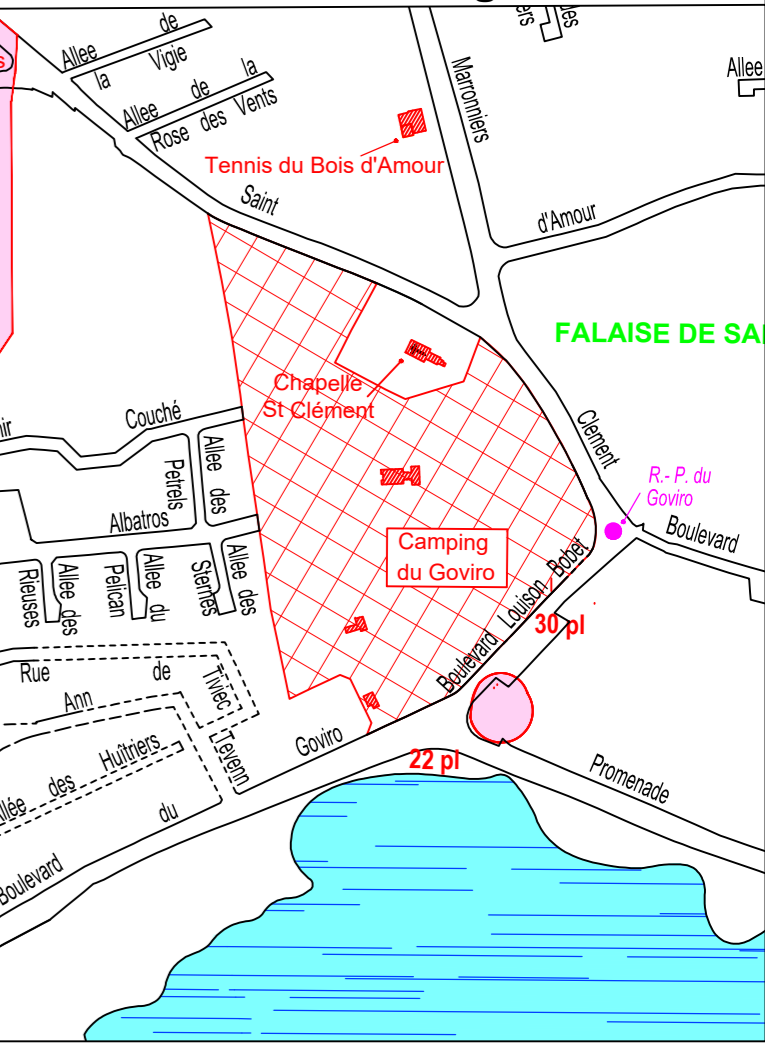 Allee de
la Vigie
Allee de la
Rose des Vents
Marronniers
Allee
Tennis du Bois d'Amour
Saint
d'Amour
FALAISE DE SA
Chapelle
St Clément
Couché
Clement
R.- P. du
Goviro
Boulevard
Petrels
Allee des
Albatros
Camping
du Goviro
Rieuses
Allee des
Pelican
Allee du
Sternes
Allee des
Boulevard Louison Bobet
30 pl
Rue de
Tiviec
Ann
Tevenn
Goviro
Huîtriers
des
22 pl
Promenade
du
Boulevard